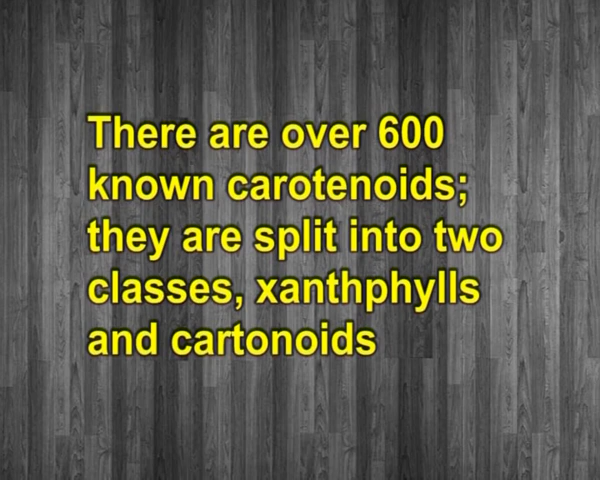 There are over 600
known carotenoids;
they are split into two
classes, xanthphylls
and cartonoids